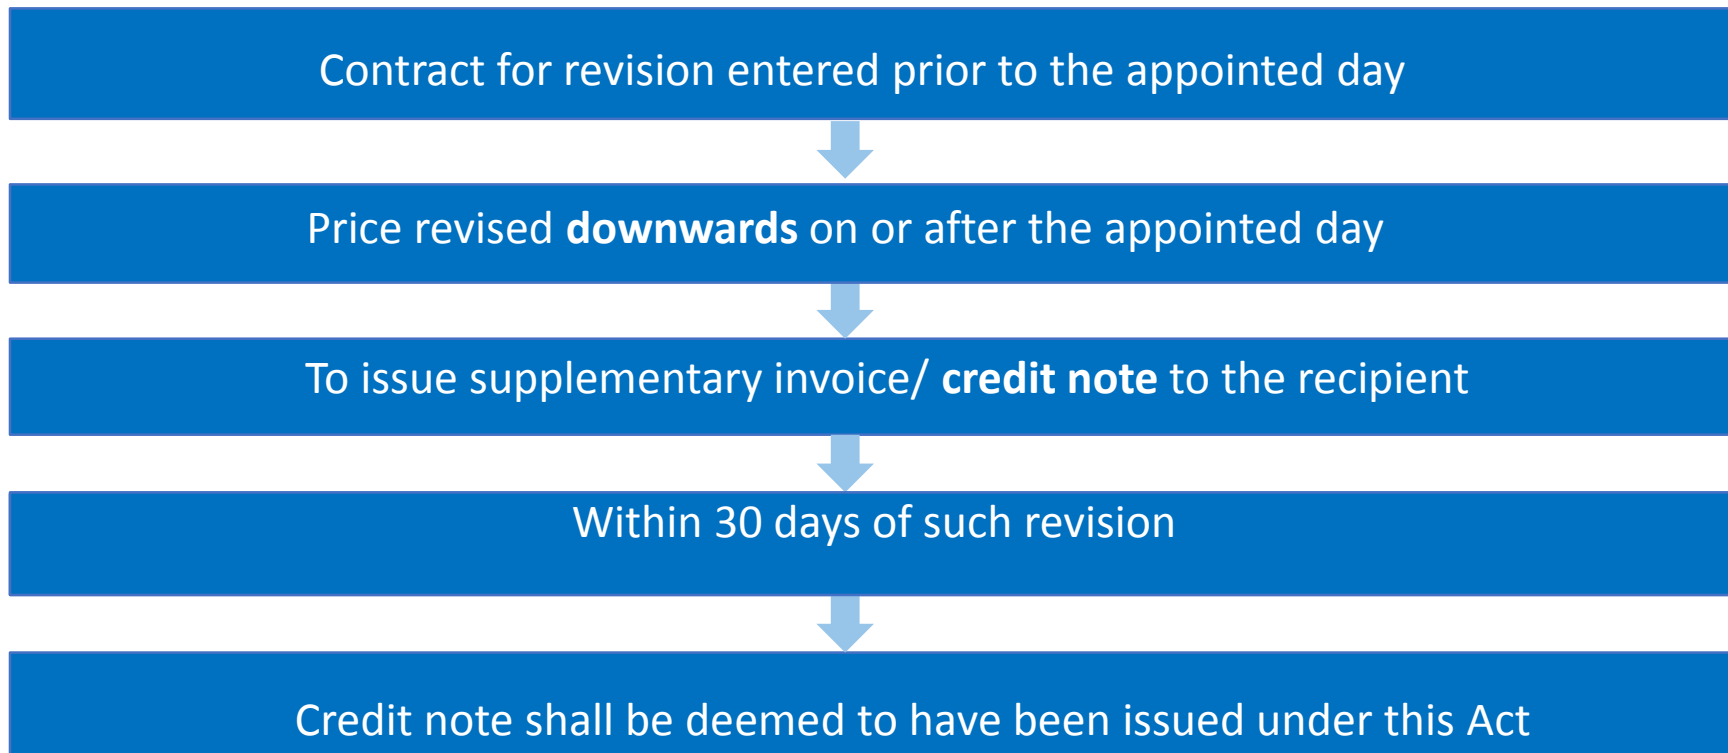 Contract for revision entered prior to the appointed day
Price revised downwards on or after the appointed day
To issue supplementary invoice/ credit note to the recipient
Within 30 days of such revision
Credit note shall be deemed to have been issued under this Act